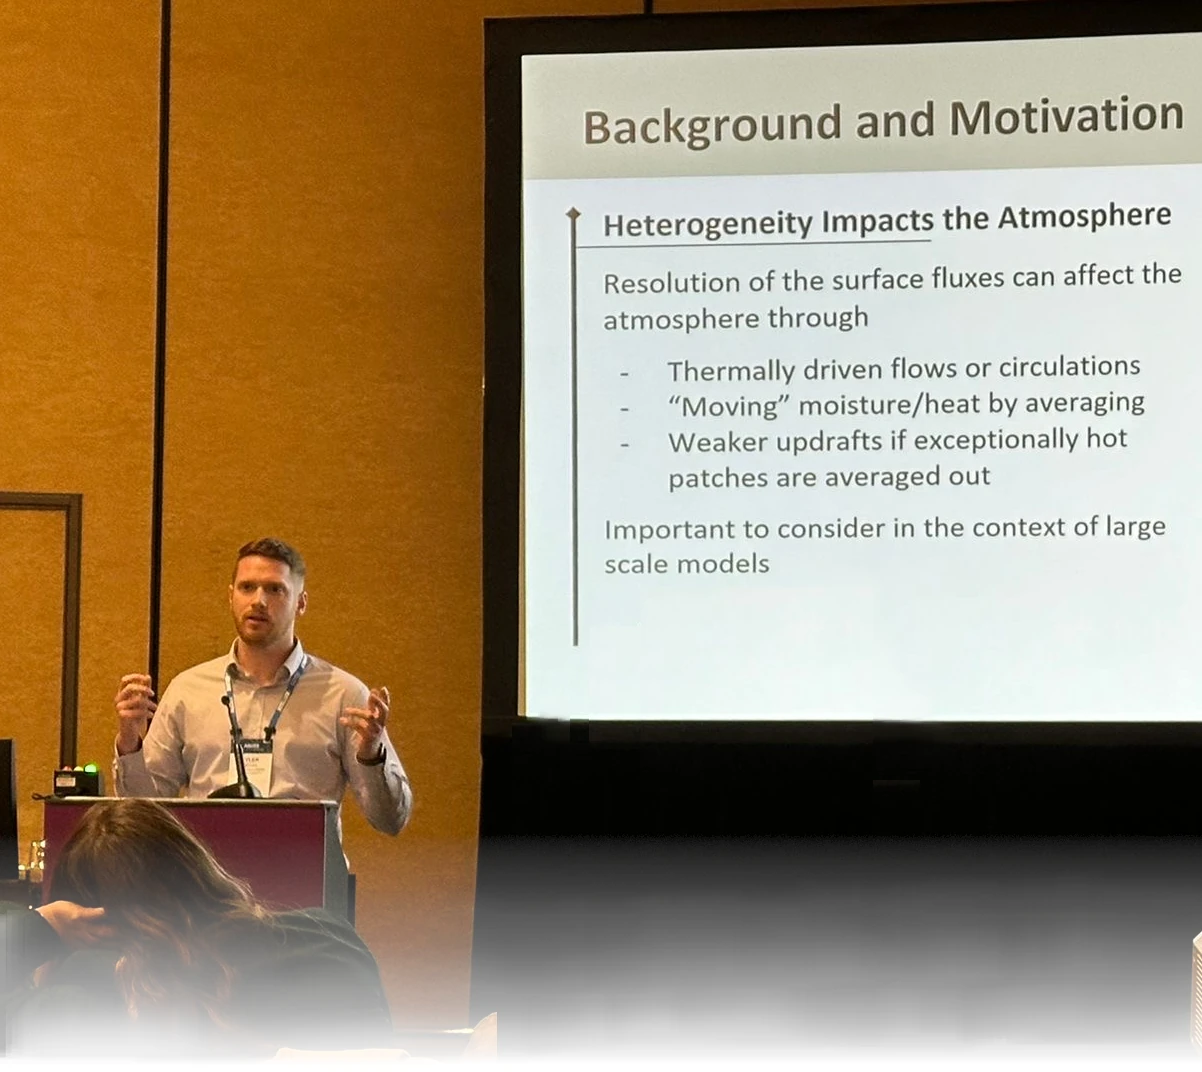 Background and Motivation
Heterogeneity Impacts the Atmosphere
Resolution of the surface fluxes can affect the
atmosphere through
- Thermally driven flows or circulations
- “Moving” moisture/heat by averaging
- Weaker updrafts if exceptionally hot
patches are averaged out
Important to consider in the context of large
scale models